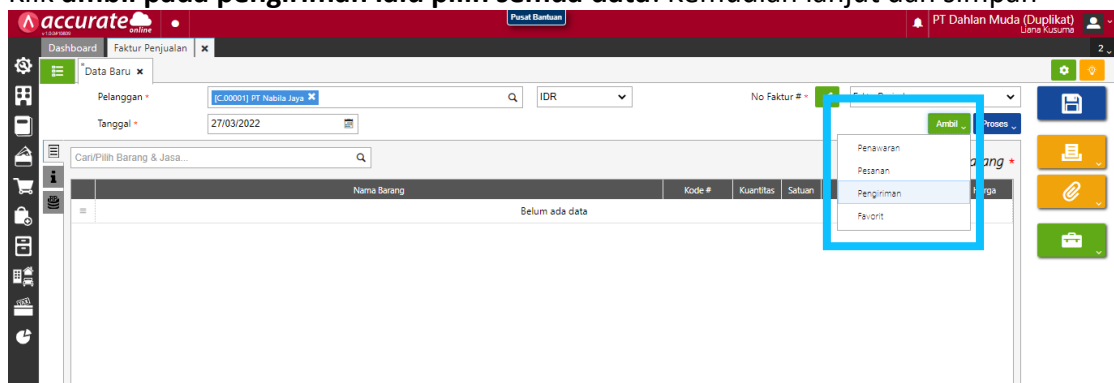 Klik ambil pada pengiriman lalu pilih semua data. Kemudian lanjut dan simpan
accurate online
Pusat Bantuan
PT Dahlan Muda (Duplikat)
Liana Kusuma
Dashboard Faktur Penjualan
2
Data Baru
Pelanggan * [C.00001] PT Nabila Jaya IDR No Faktur # *
Tanggal * 27/03/2022 Ambil Proses
Cari/Pilih Barang & Jasa...
Penawaran
Pesanan
Pengiriman
Favorit
Nama Barang Kode # Kuantitas Satuan
Belum ada data